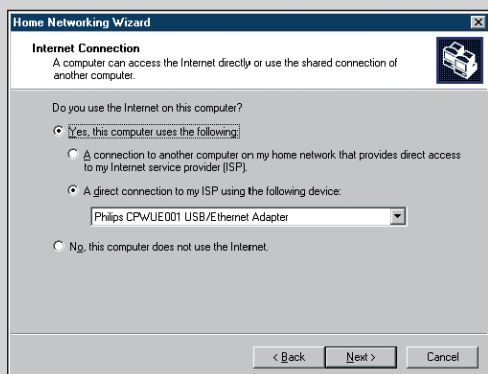 Home Networking Wizard
Internet Connection
A computer can access the Internet directly or use the shared connection of
another computer.
Do you use the Internet on this computer?
Yes, this computer uses the following:
A connection to another computer on my home network that provides direct access
to my Internet service provider (ISP).
A direct connection to my ISP using the following device:
Philips CPWUE001 USB/Ethernet Adapter
No, this computer does not use the Internet.
< Back
Next >
Cancel